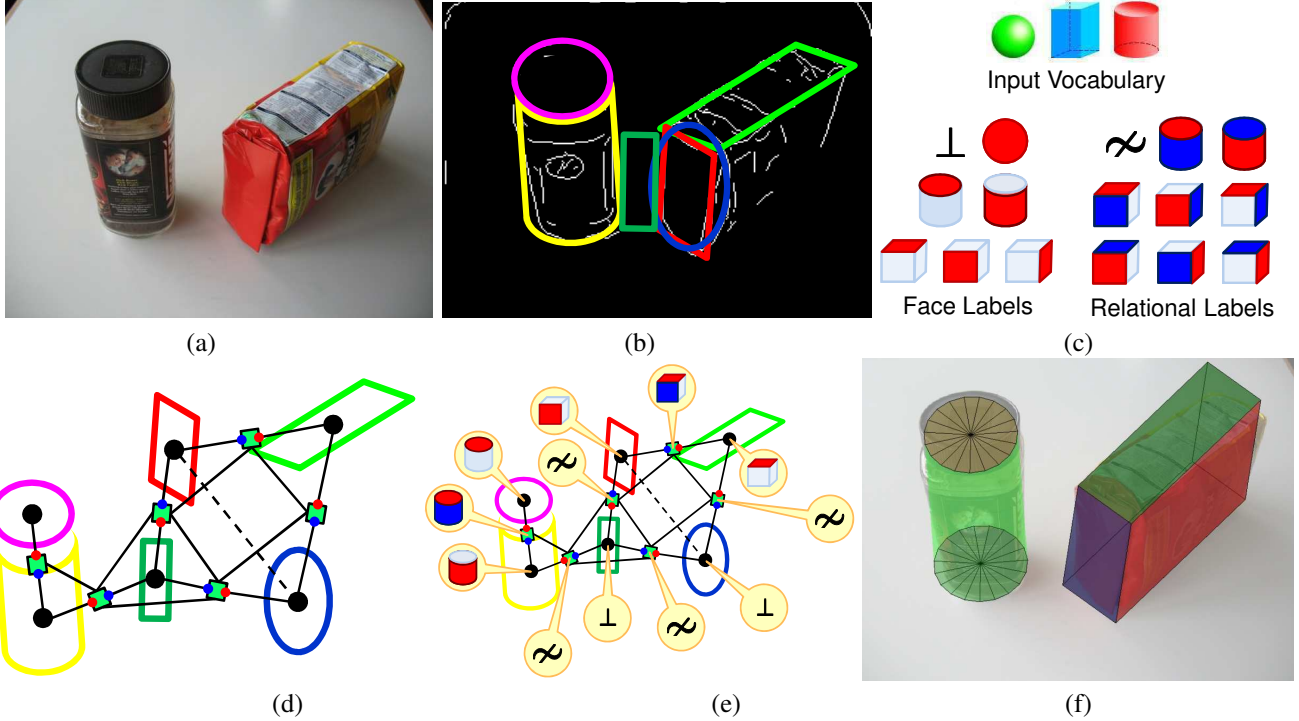 Input Vocabulary
⊥
≁
Face Labels
Relational Labels
(a)
(b)
(c)
≁
≁
≁
⊥
≁
⊥
(d)
(e)
(f)